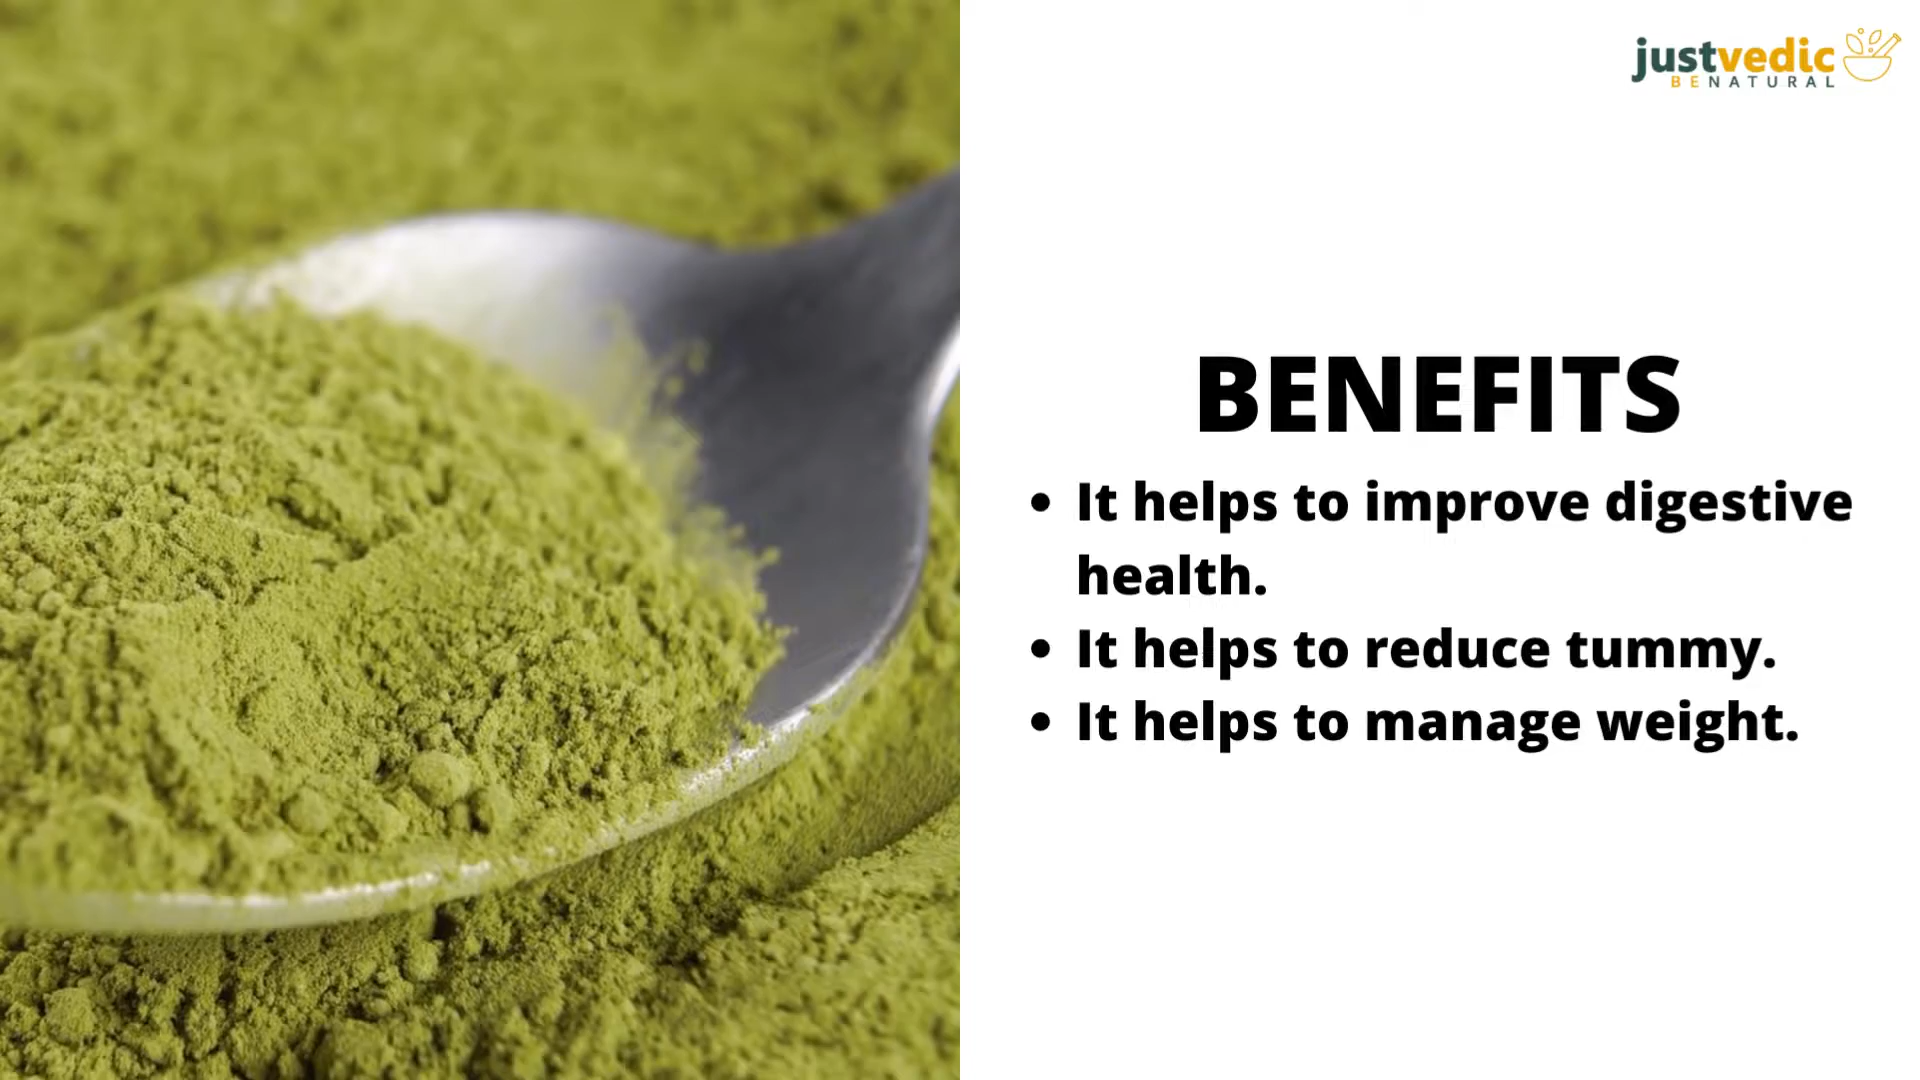 justvedic
BENATURAL
BENEFITS
• It helps to improve digestive
health.
• It helps to reduce tummy.
• It helps to manage weight.